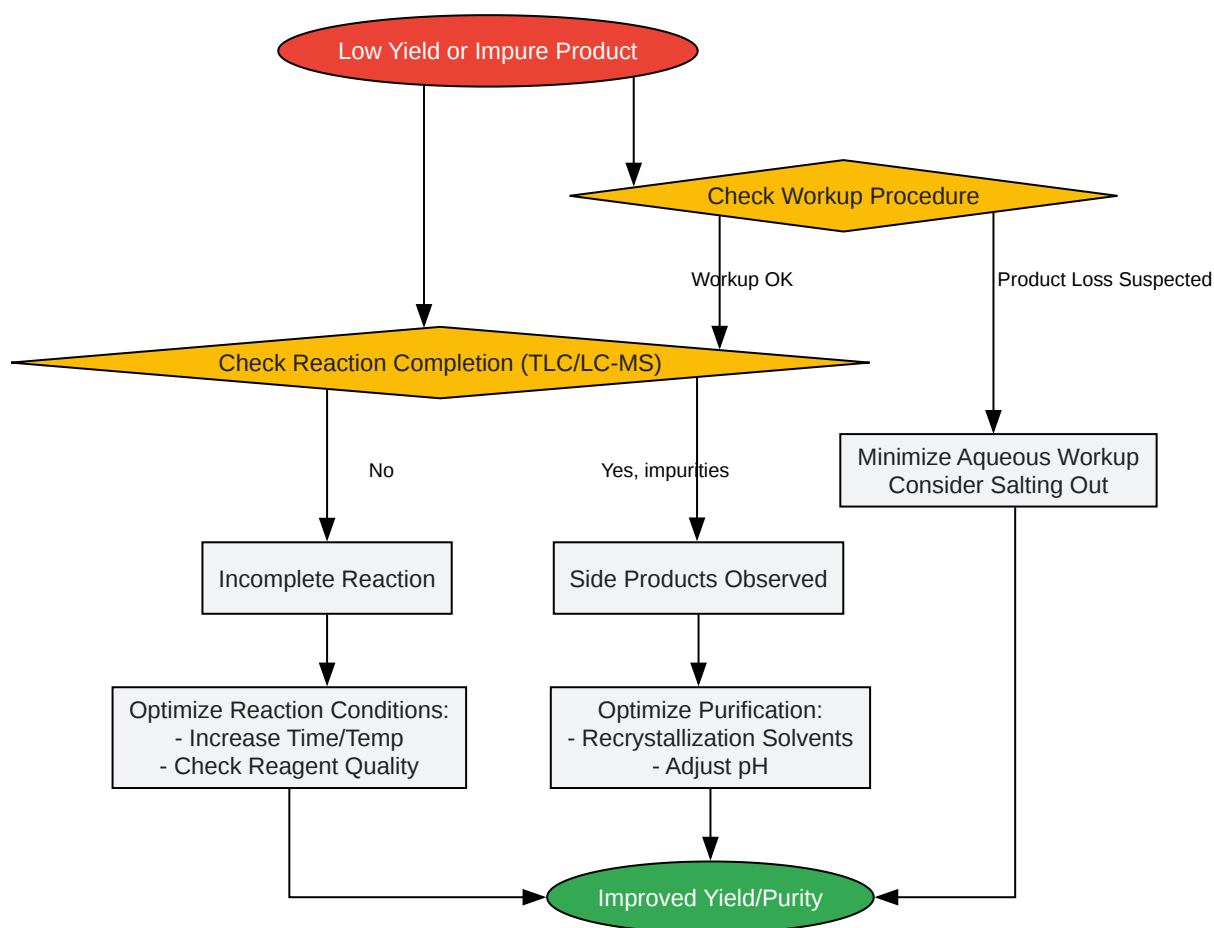 Low Yield or Impure Product
Check Workup Procedure
Workup OK
Product Loss Suspected
Check Reaction Completion (TLC/LC-MS)
No
Yes, impurities
Minimize Aqueous Workup
Consider Salting Out
Incomplete Reaction
Side Products Observed
Optimize Reaction Conditions:
- Increase Time/Temp
- Check Reagent Quality
Optimize Purification:
- Recrystallization Solvents
- Adjust pH
Improved Yield/Purity